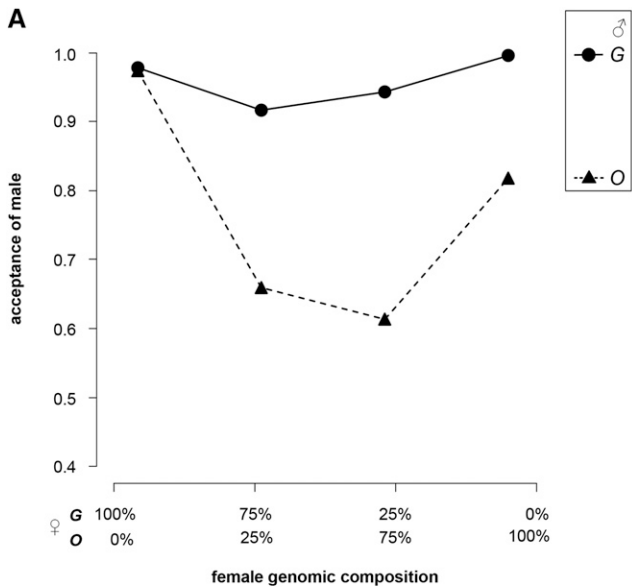 A
♂
G
O
1.0
0.9
0.8
0.7
0.6
0.5
0.4
acceptance of male
♀
G 100% 75% 25% 0%
O 0% 25% 75% 100%
female genomic composition